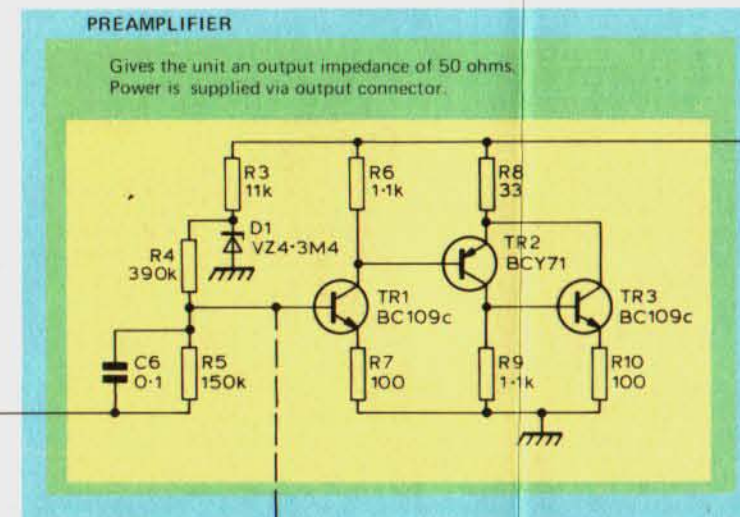 PREAMPLIFIER
Gives the unit an output impedance of 50 ohms.
Power is supplied via output connector.
R3
11k
R6
1·1k
R8
33
D1
VZ4·3M4
R4
390k
TR2
BCY71
TR1
BC109c
TR3
BC109c
C6
0·1
R5
150k
R7
100
R9
1·1k
R10
100